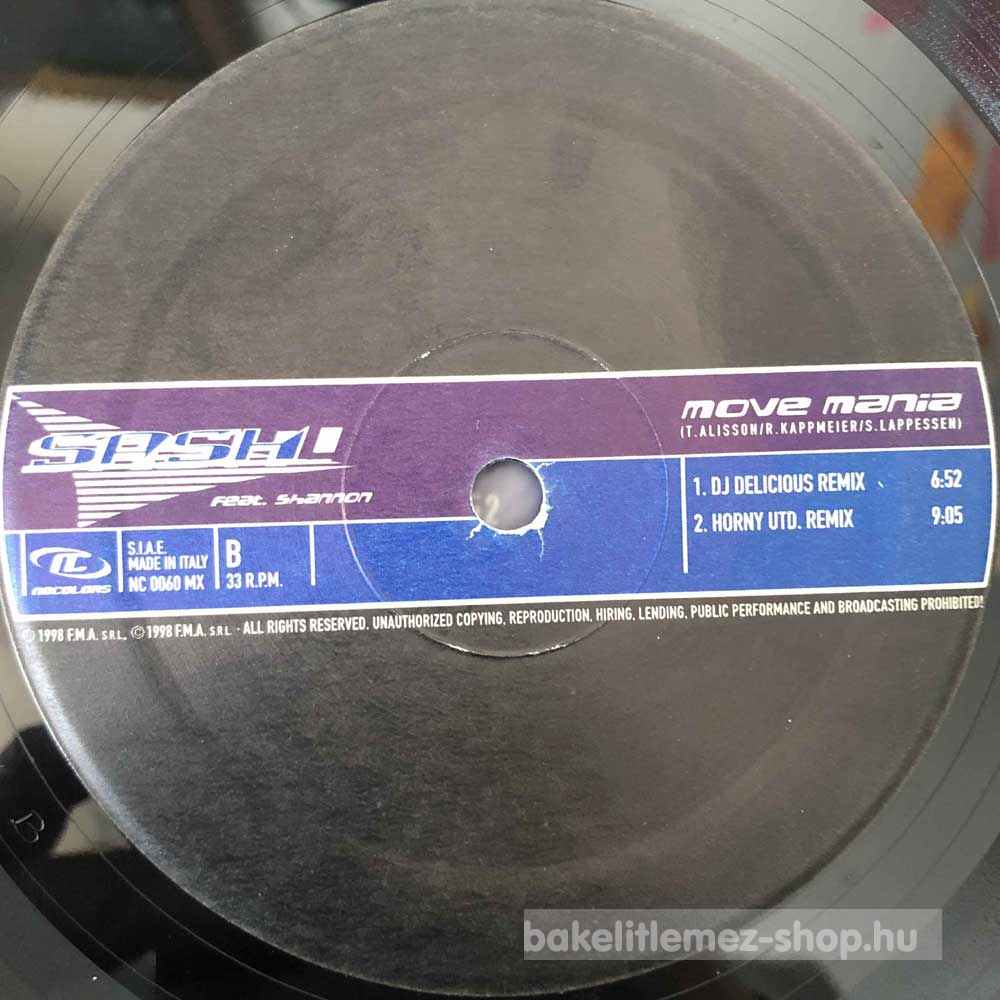 SASH!
feat. Shannon
move mania
(T.ALISSON/R.KAPPMEIER/S.LAPPESSEN)
1. DJ DELICIOUS REMIX 6:52
2. HORNY UTD. REMIX 9:05
NOCOLORS
S.I.A.E.
MADE IN ITALY
NC 0060 MX
B
33 R.P.M.
℗1998 F.M.A. S.R.L., ©1998 F.M.A. S.R.L. - ALL RIGHTS RESERVED. UNAUTHORIZED COPYING, REPRODUCTION, HIRING, LENDING, PUBLIC PERFORMANCE AND BROADCASTING PROHIBITED!
B
bakelitlemez-shop.hu